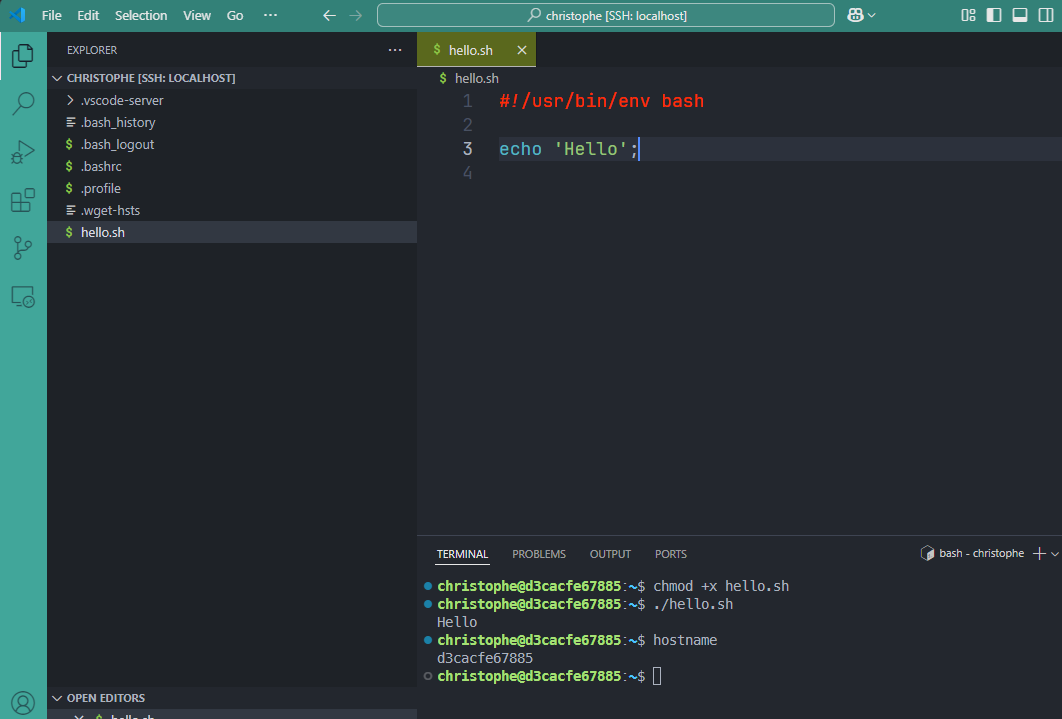 File Edit Selection View Go ··· christophe [SSH: localhost]
EXPLORER ···
CHRISTOPHE [SSH: LOCALHOST]
.vscode-server
.bash_history
$ .bash_logout
$ .bashrc
$ .profile
.wget-hsts
$ hello.sh
OPEN EDITORS
$ hello.sh
$ hello.sh
$ hello.sh
1 #!/usr/bin/env bash
2
3 echo 'Hello';
4
TERMINAL PROBLEMS OUTPUT PORTS bash - christophe
christophe@d3cacfe67885:~$ chmod +x hello.sh
christophe@d3cacfe67885:~$ ./hello.sh
Hello
christophe@d3cacfe67885:~$ hostname
d3cacfe67885
christophe@d3cacfe67885:~$